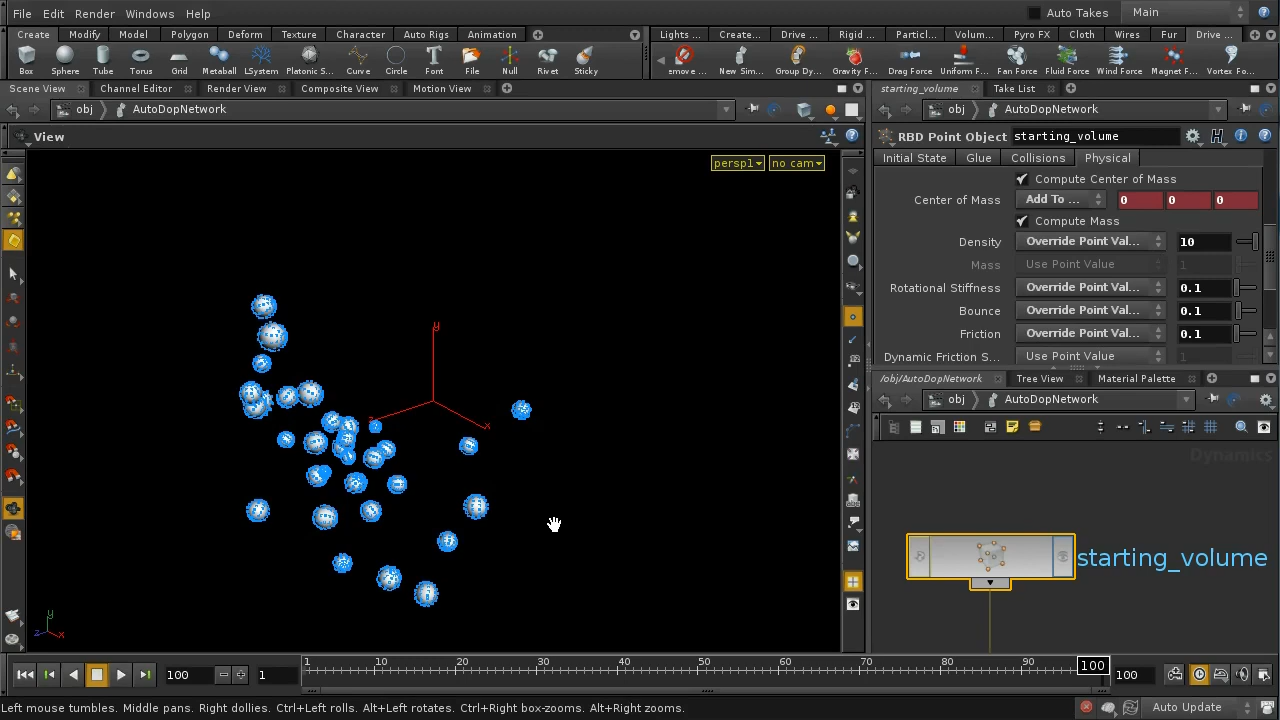 File Edit Render Windows Help Auto Takes Main
Create Modify Model Polygon Deform Texture Character Auto Rigs Animation Lights ... Create... Drive ... Rigid ... Particl... Volum... Pyro FX Cloth Wires Fur Drive ...
Box Sphere Tube Torus Grid Metaball LSystem Platonic S... Curve Circle Font File Null Rivet Sticky emove ... New Sim... Group Dy... Gravity F... Drag Force Uniform F... Fan Force Fluid Force Wind Force Magnet F... Vortex Fo...
Scene View Channel Editor Render View Composite View Motion View starting_volume Take List
obj AutoDopNetwork obj AutoDopNetwork
View RBD Point Object starting_volume
persp1 no cam
Initial State Glue Collisions Physical
Compute Center of Mass
Center of Mass Add To ... 0 0 0
Compute Mass
Density Override Point Val... 10
Mass Use Point Value 1
Rotational Stiffness Override Point Val... 0.1
Bounce Override Point Val... 0.1
Friction Override Point Val... 0.1
Dynamic Friction S... Use Point Value 1
y
z
x
/obj/AutoDopNetwork Tree View Material Palette
obj AutoDopNetwork
Dynamics
starting_volume
y
z x
100 1 1 10 20 30 40 50 60 70 80 90 100 100
Left mouse tumbles. Middle pans. Right dollies. Ctrl+Left rolls. Alt+Left rotates. Ctrl+Right box-zooms. Alt+Right zooms. Auto Update